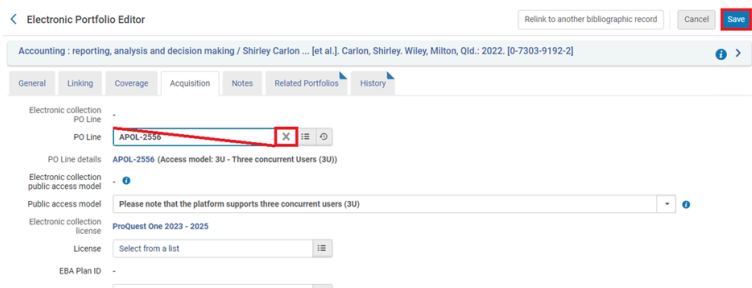 Electronic Portfolio Editor
Relink to another bibliographic record
Cancel
Save
Accounting : reporting, analysis and decision making / Shirley Carlon ... [et al.]. Carlon, Shirley. Wiley, Milton, Qld.: 2022. [0-7303-9192-2]
General
Linking
Coverage
Acquisition
Notes
Related Portfolios
History
Electronic collection
PO Line
-
PO Line
APOL-2556
PO Line details
APOL-2556 (Access model: 3U - Three concurrent Users (3U))
Electronic collection
public access model
-
Public access model
Please note that the platform supports three concurrent users (3U)
Electronic collection
license
ProQuest One 2023 - 2025
License
Select from a list
EBA Plan ID
-